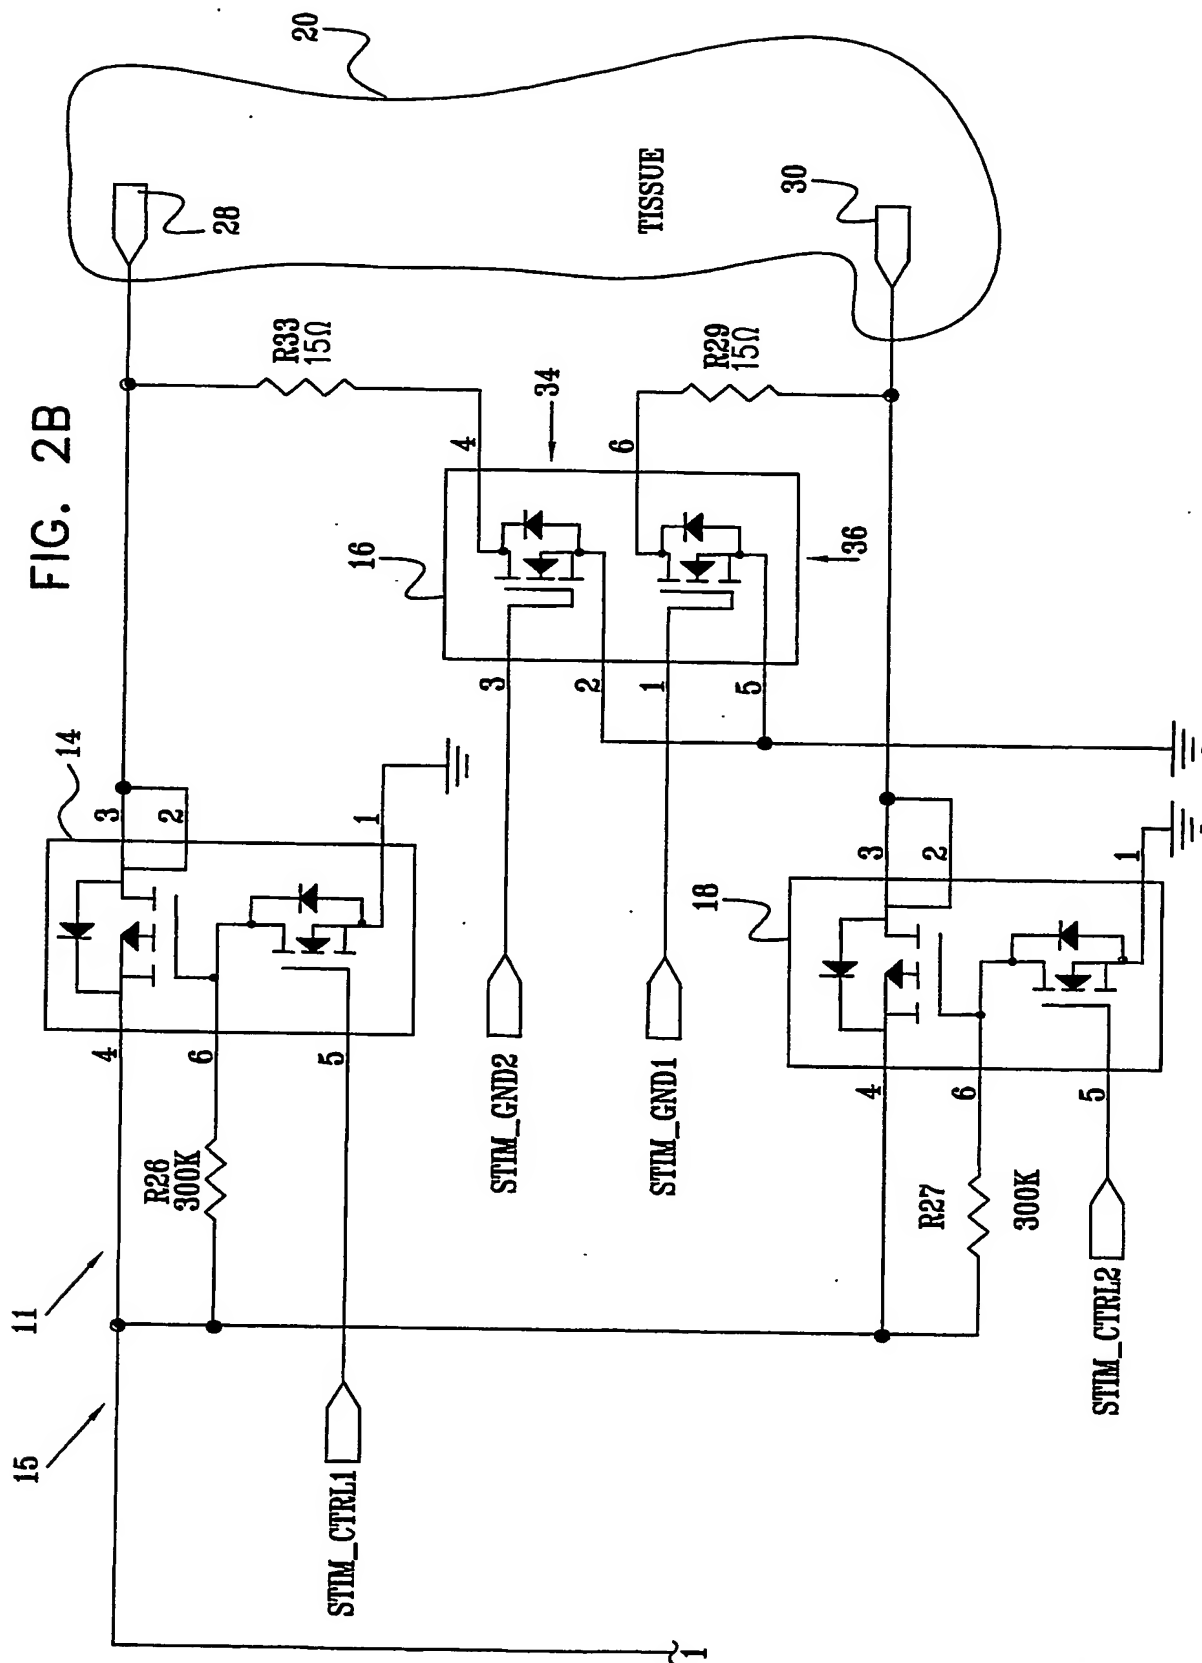 FIG. 2B
15
11
14
20
4
3
R26
300K
6
2
28
5
1
R33
15Ω
STIM_CTRL1
16
4
34
STIM_GND2
3
2
TISSUE
STIM_GND1
1
6
5
R29
15Ω
36
30
18
4
3
2
R27
300K
6
5
1
STIM_CTRL2
1